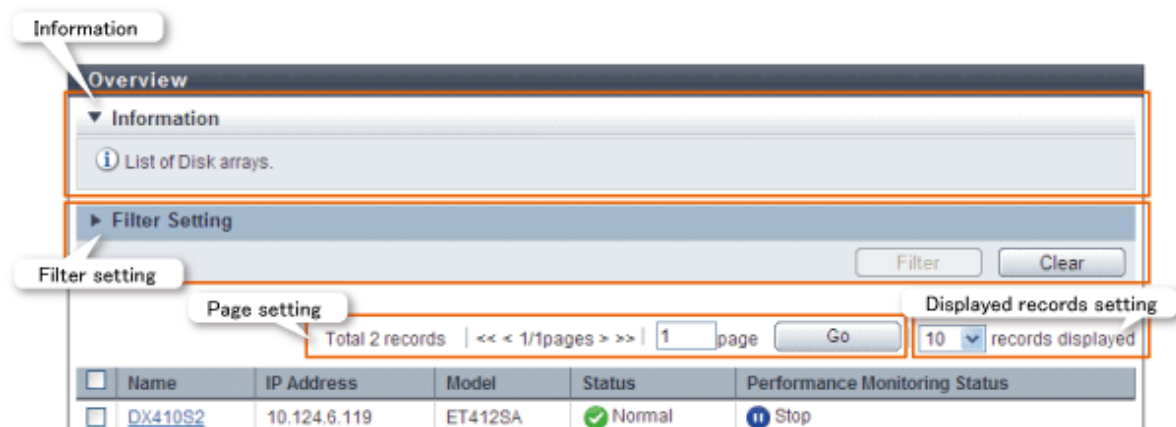 Information
Overview
▼ Information
List of Disk arrays.
▶ Filter Setting
Filter Clear
Filter setting
Page setting
Displayed records setting
Total 2 records | << < 1/1pages > >> | 1 page Go | 10 records displayed
Name IP Address Model Status Performance Monitoring Status
DX410S2 10.124.6.119 ET412SA Normal Stop